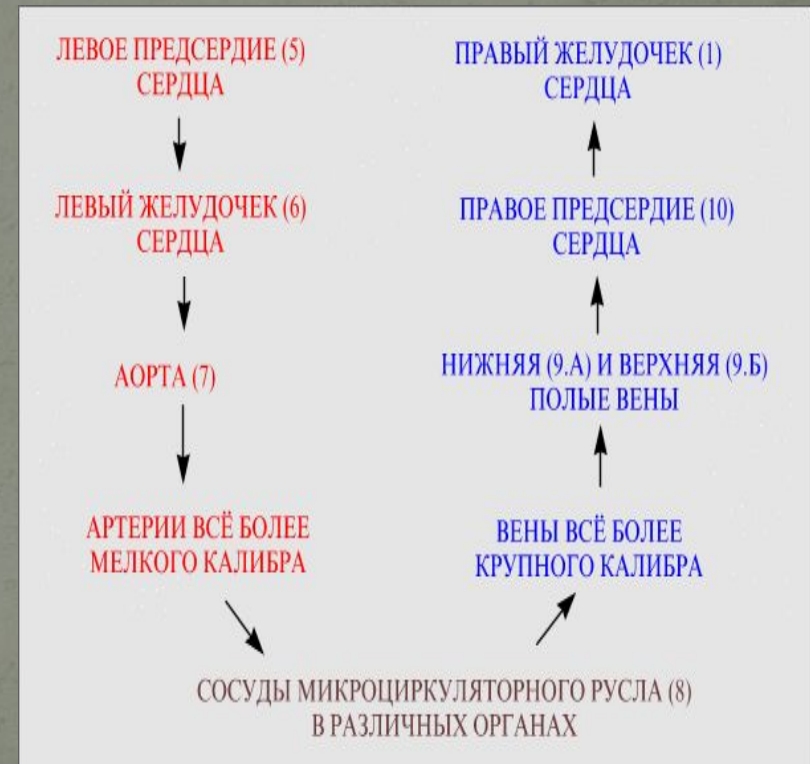 ЛЕВОЕ ПРЕДСЕРДИЕ (5)
СЕРДЦА
ЛЕВЫЙ ЖЕЛУДОЧЕК (6)
СЕРДЦА
АОРТА (7)
АРТЕРИИ ВСЁ БОЛЕЕ
МЕЛКОГО КАЛИБРА
СОСУДЫ МИКРОЦИРКУЛЯТОРНОГО РУСЛА (8)
В РАЗЛИЧНЫХ ОРГАНАХ
ВЕНЫ ВСЁ БОЛЕЕ
КРУПНОГО КАЛИБРА
НИЖНЯЯ (9.А) И ВЕРХНЯЯ (9.Б)
ПОЛЫЕ ВЕНЫ
ПРАВОЕ ПРЕДСЕРДИЕ (10)
СЕРДЦА
ПРАВЫЙ ЖЕЛУДОЧЕК (1)
СЕРДЦА